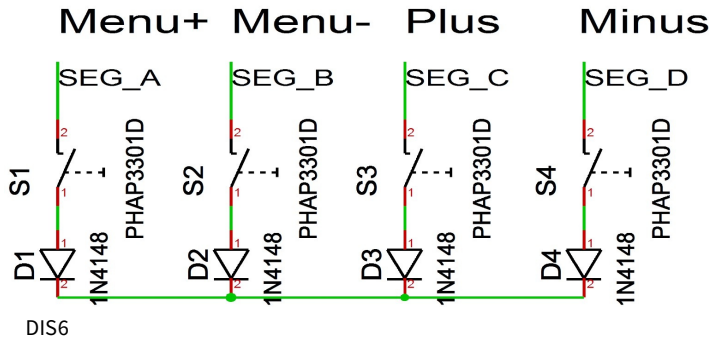 Menu+ Menu- Plus Minus
SEG_A SEG_B SEG_C SEG_D
2 2 2 2
S1 PHAP3301D S2 PHAP3301D S3 PHAP3301D S4 PHAP3301D
1 1 1 1
1 1 1 1
D1 1N4148 D2 1N4148 D3 1N4148 D4 1N4148
2 2 2 2
DIS6